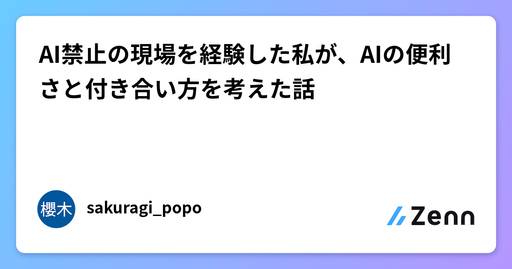 AI禁止の現場を経験した私が、AIの便利
さと付き合い方を考えた話
櫻木
sakuragi_popo
Zenn